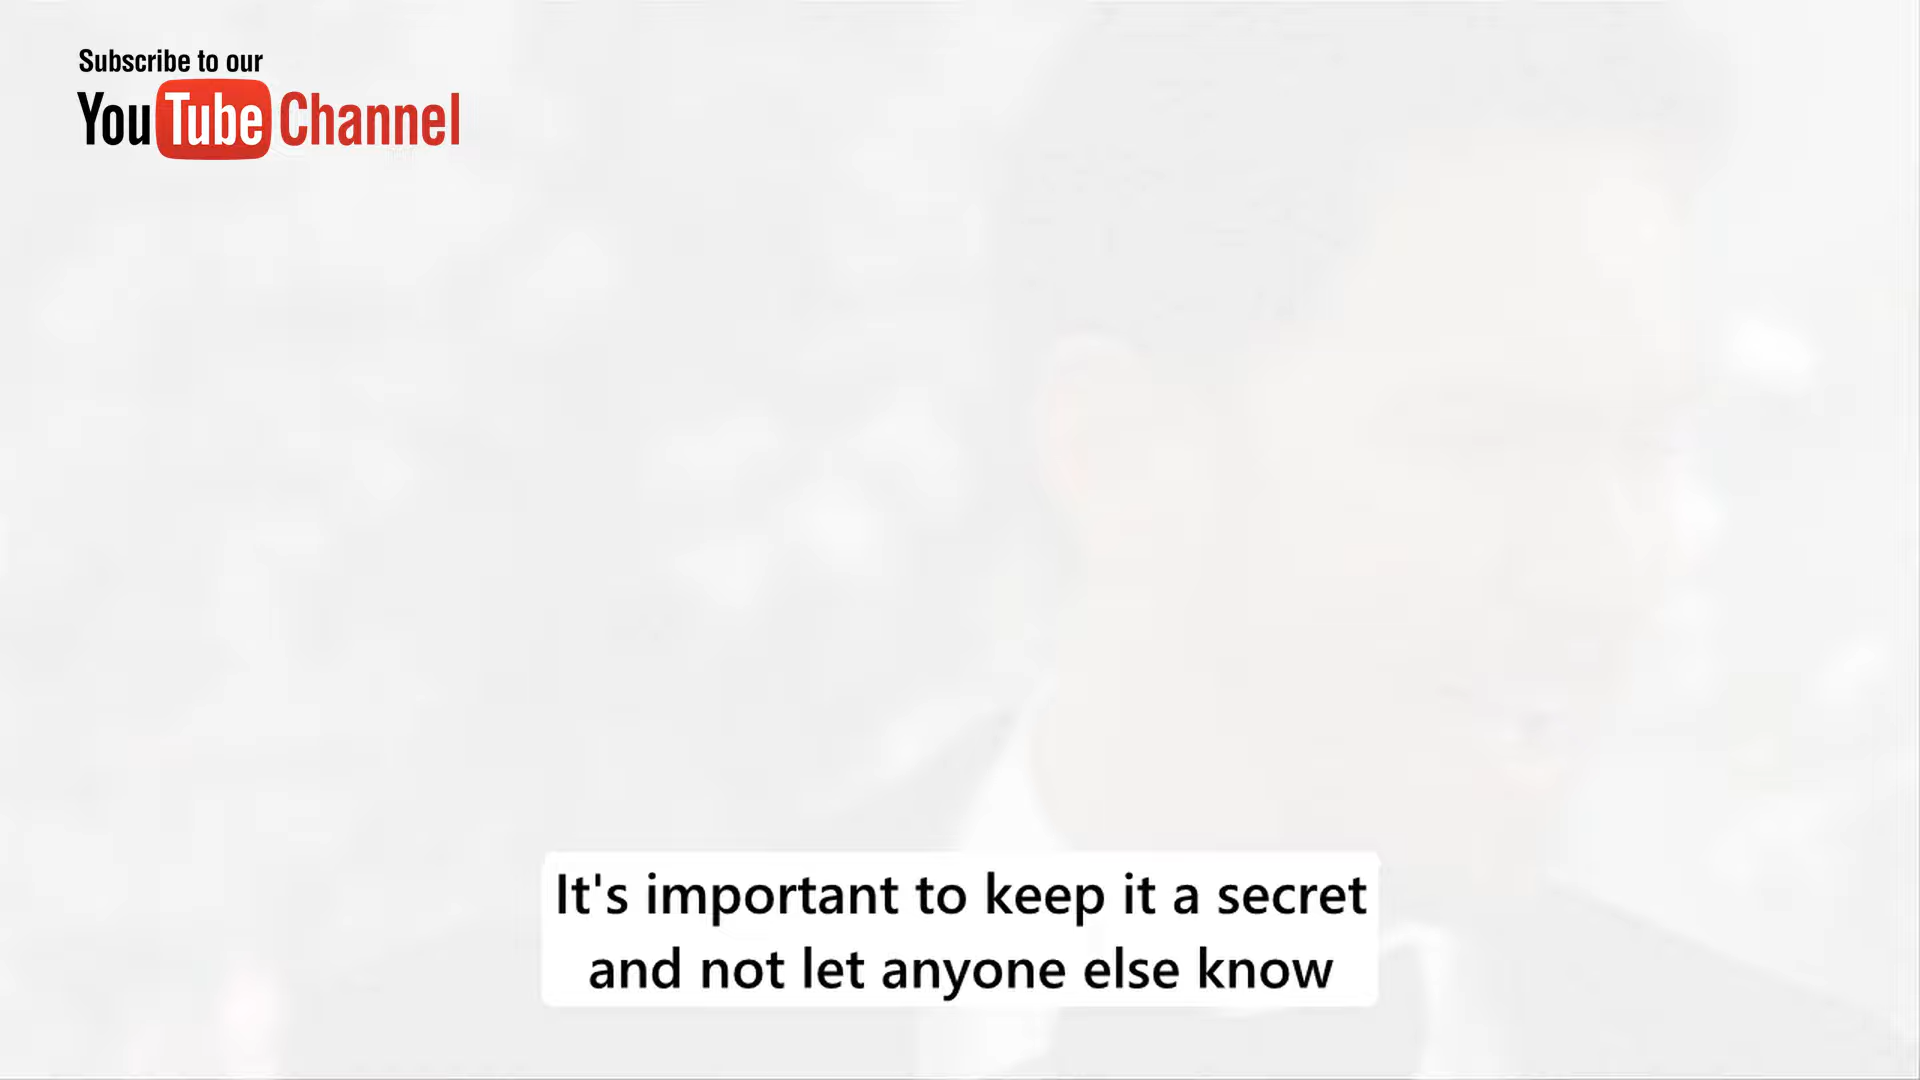 Subscribe to our
YouTube Channel
It's important to keep it a secret
and not let anyone else know